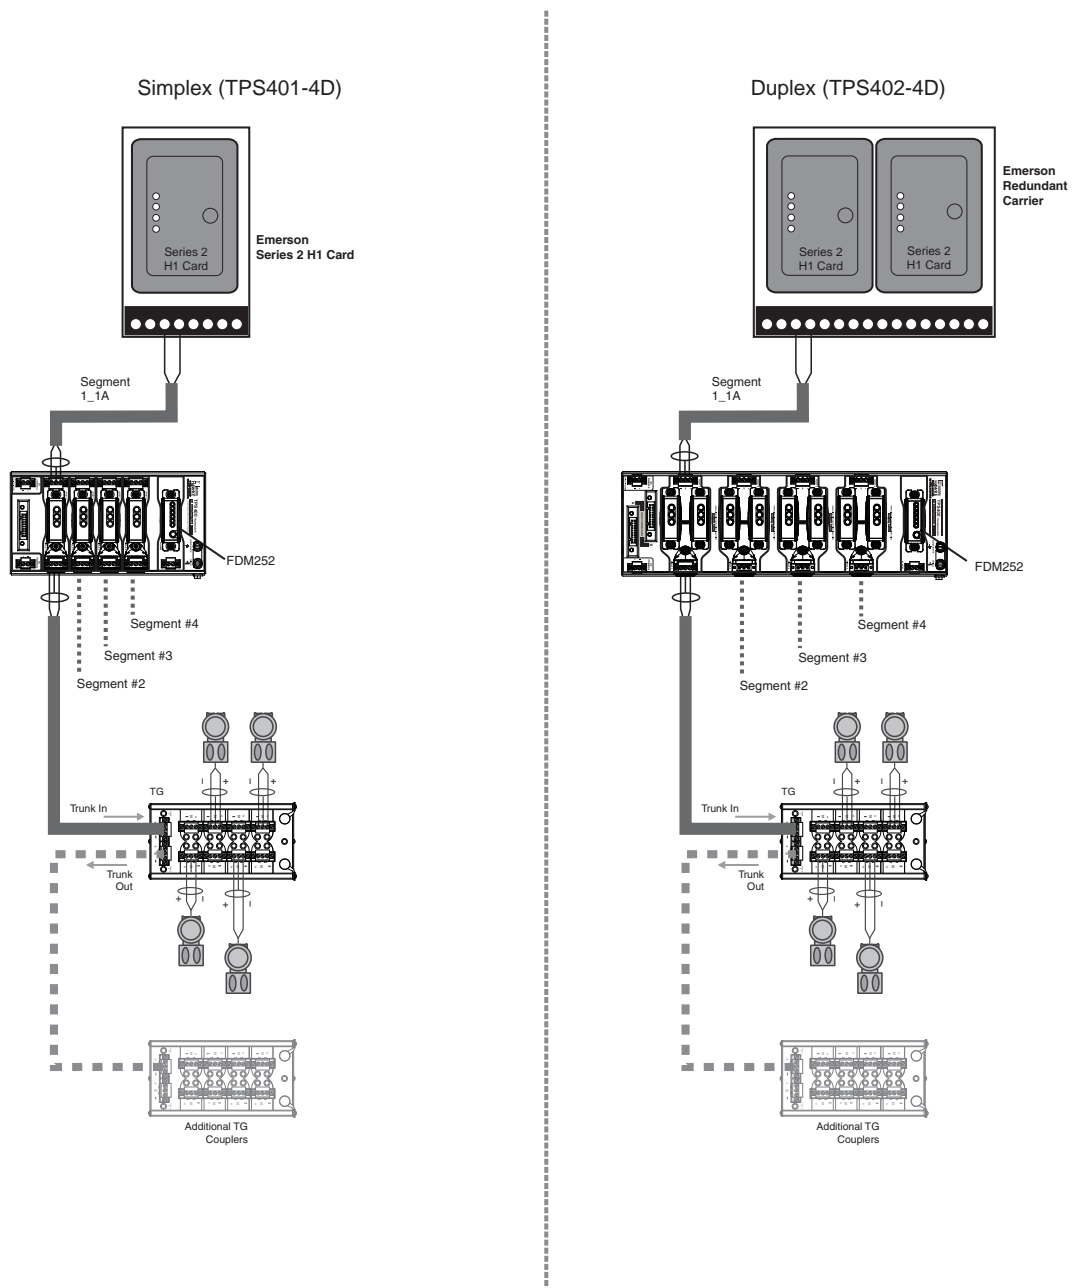 Simplex (TPS401-4D)
Series 2
H1 Card
Emerson
Series 2 H1 Card
Segment
1_1A
FDM252
Segment #4
Segment #3
Segment #2
TG
Trunk In
Trunk
Out
Additional TG
Couplers
Duplex (TPS402-4D)
Series 2
H1 Card
Series 2
H1 Card
Emerson
Redundant
Carrier
Segment
1_1A
FDM252
Segment #4
Segment #3
Segment #2
TG
Trunk In
Trunk
Out
Additional TG
Couplers